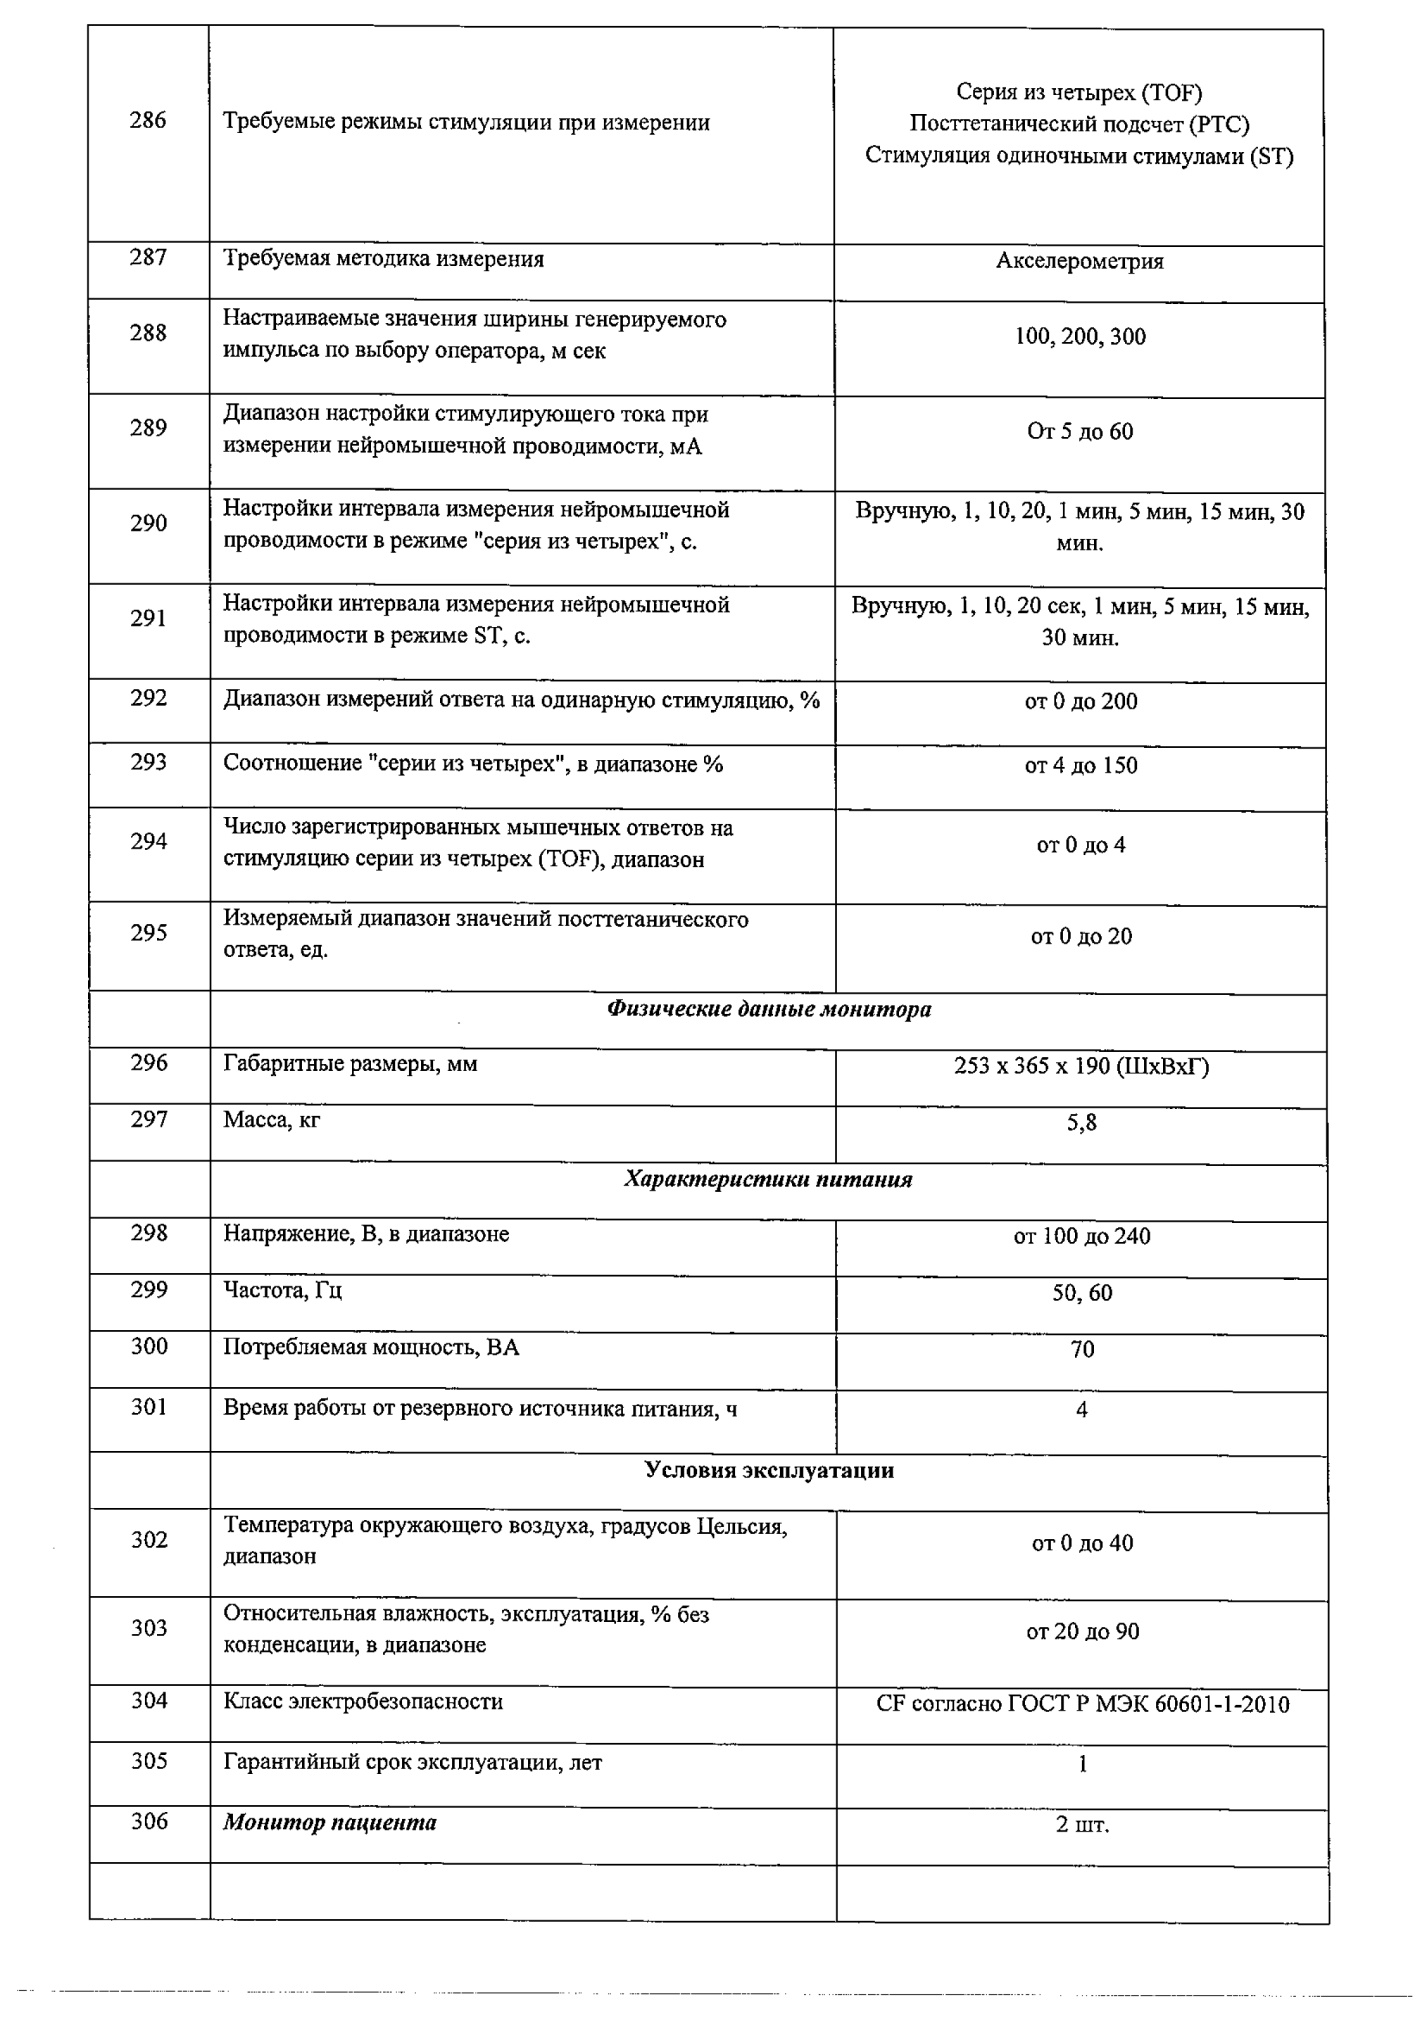 286
Требуемые режимы стимуляции при измерении
Серия из четырех (TOF)
Посттетанический подсчет (PTC)
Стимуляция одиночными стимулами (ST)
287
Требуемая методика измерения
Акселерометрия
288
Настраиваемые значения ширины генерируемого
импульса по выбору оператора, м сек
100, 200, 300
289
Диапазон настройки стимулирующего тока при
измерении нейромышечной проводимости, мА
От 5 до 60
290
Настройки интервала измерения нейромышечной
проводимости в режиме "серия из четырех", с.
Вручную, 1, 10, 20, 1 мин, 5 мин, 15 мин, 30
мин.
291
Настройки интервала измерения нейромышечной
проводимости в режиме ST, с.
Вручную, 1, 10, 20 сек, 1 мин, 5 мин, 15 мин,
30 мин.
292
Диапазон измерений ответа на одинарную стимуляцию, %
от 0 до 200
293
Соотношение "серии из четырех", в диапазоне %
от 4 до 150
294
Число зарегистрированных мышечных ответов на
стимуляцию серии из четырех (TOF), диапазон
от 0 до 4
295
Измеряемый диапазон значений посттетанического
ответа, ед.
от 0 до 20
Физические данные монитора
296
Габаритные размеры, мм
253 х 365 х 190 (ШхВхГ)
297
Масса, кг
5,8
Характеристики питания
298
Напряжение, В, в диапазоне
от 100 до 240
299
Частота, Гц
50, 60
300
Потребляемая мощность, ВА
70
301
Время работы от резервного источника питания, ч
4
Условия эксплуатации
302
Температура окружающего воздуха, градусов Цельсия,
диапазон
от 0 до 40
303
Относительная влажность, эксплуатация, % без
конденсации, в диапазоне
от 20 до 90
304
Класс электробезопасности
CF согласно ГОСТ Р МЭК 60601-1-2010
305
Гарантийный срок эксплуатации, лет
1
306
Монитор пациента
2 шт.